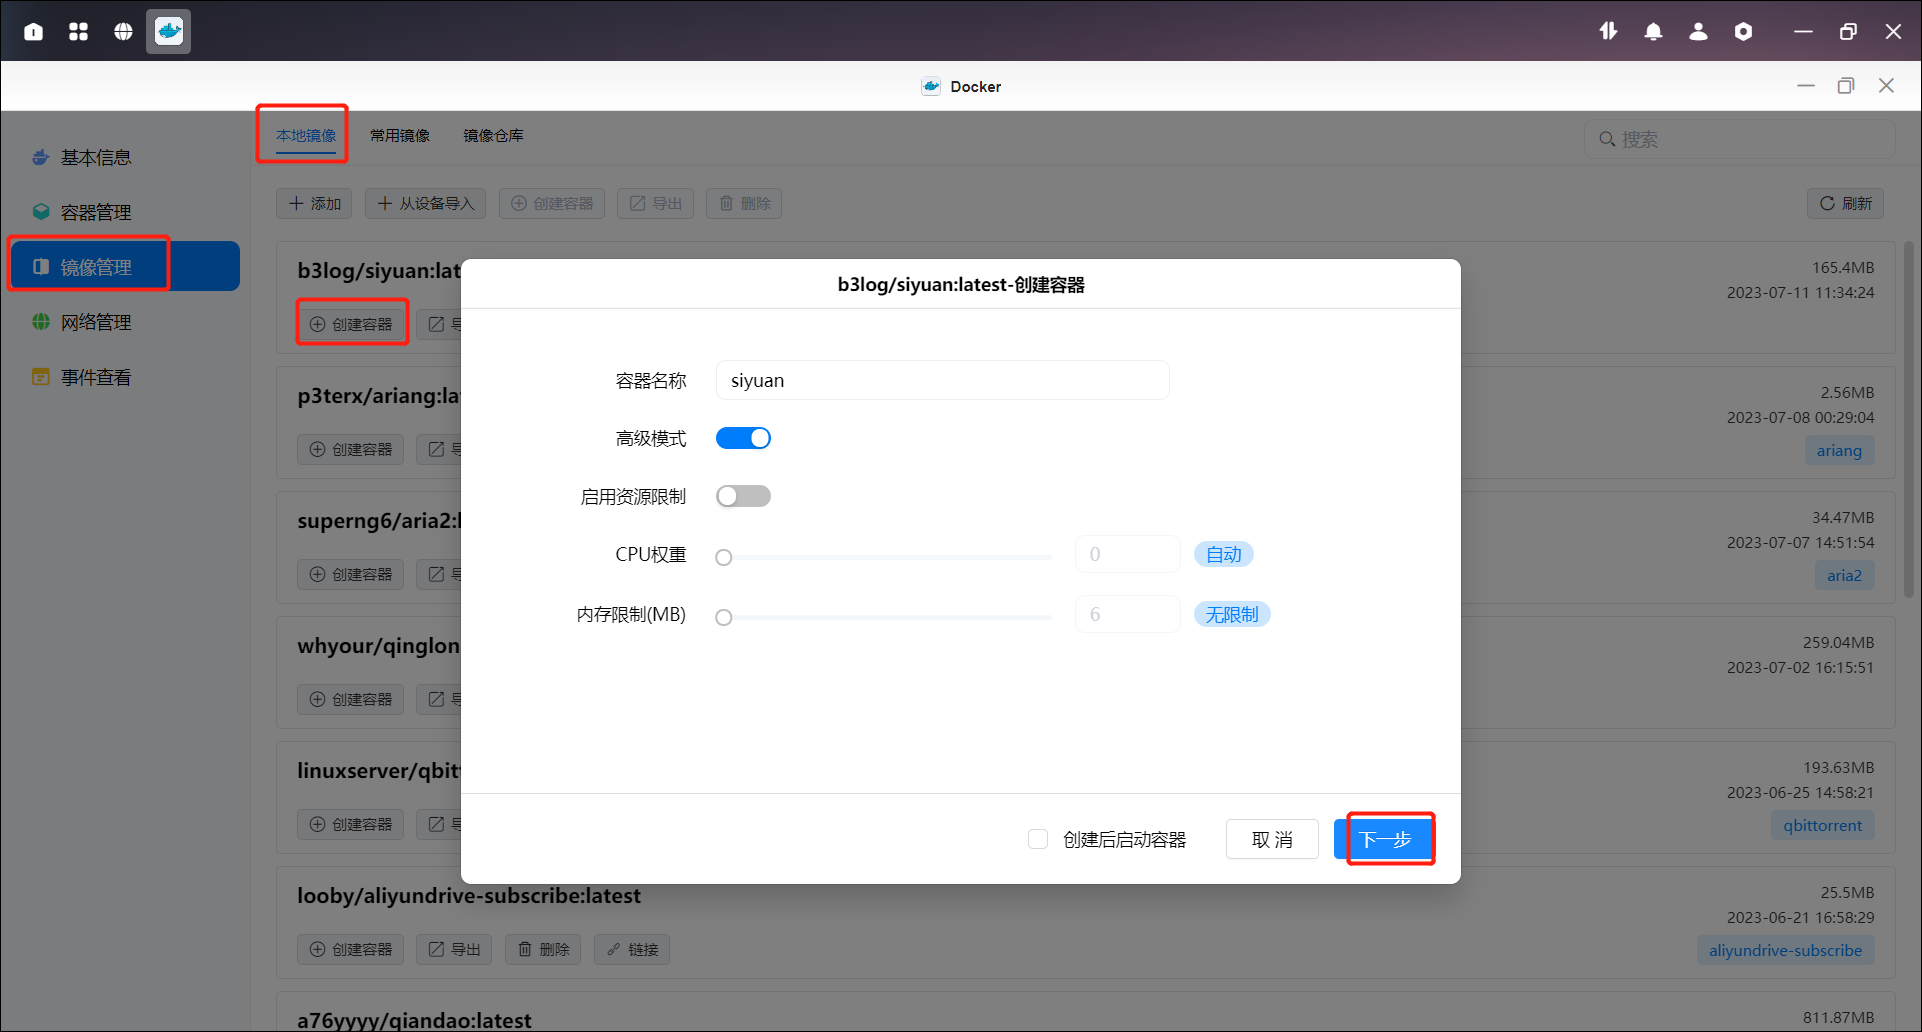 Docker
本地镜像
常用镜像
镜像仓库
搜索
基本信息
容器管理
镜像管理
网络管理
事件查看
添加
从设备导入
创建容器
导出
删除
刷新
b3log/siyuan:lat
165.4MB
2023-07-11 11:34:24
创建容器
导
p3terx/ariang:la
2.56MB
2023-07-08 00:29:04
创建容器
导
ariang
superng6/aria2:l
34.47MB
2023-07-07 14:51:54
创建容器
导
aria2
whyour/qinglon
259.04MB
2023-07-02 16:15:51
创建容器
导
linuxserver/qbitt
193.63MB
2023-06-25 14:58:21
创建容器
导
qbittorrent
looby/aliyundrive-subscribe:latest
25.5MB
2023-06-21 16:58:29
创建容器
导出
删除
链接
aliyundrive-subscribe
a76yyyy/qiandao:latest
811.87MB
b3log/siyuan:latest-创建容器
容器名称
siyuan
高级模式
启用资源限制
CPU权重
0
自动
内存限制(MB)
6
无限制
创建后启动容器
取 消
下一步